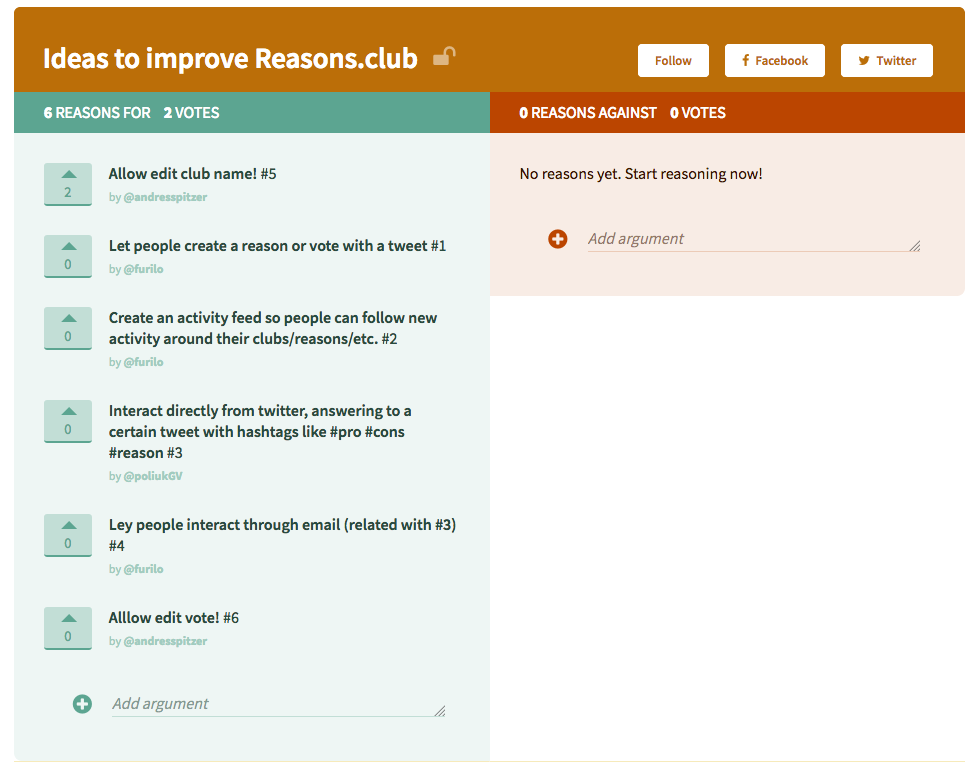 Ideas to improve Reasons.club
Follow
Facebook
Twitter
6 REASONS FOR 2 VOTES
2
Allow edit club name! #5
by @andresspitzer
0
Let people create a reason or vote with a tweet #1
by @furilo
0
Create an activity feed so people can follow new
activity around their clubs/reasons/etc. #2
by @furilo
0
Interact directly from twitter, answering to a
certain tweet with hashtags like #pro #cons
#reason #3
by @poliukGV
0
Ley people interact through email (related with #3)
#4
by @furilo
0
Alllow edit vote! #6
by @andresspitzer
Add argument
0 REASONS AGAINST 0 VOTES
No reasons yet. Start reasoning now!
Add argument